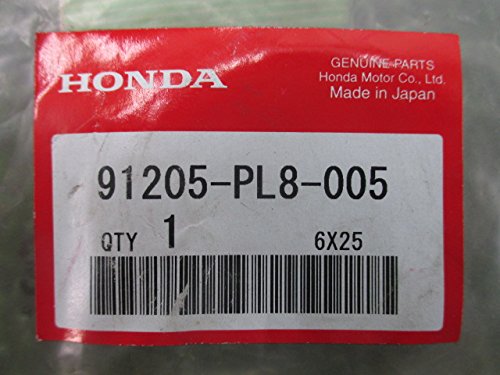 HONDA
GENUINE PARTS
Honda Motor Co., Ltd.
Made in Japan
91205-PL8-005
QTY 1 6X25